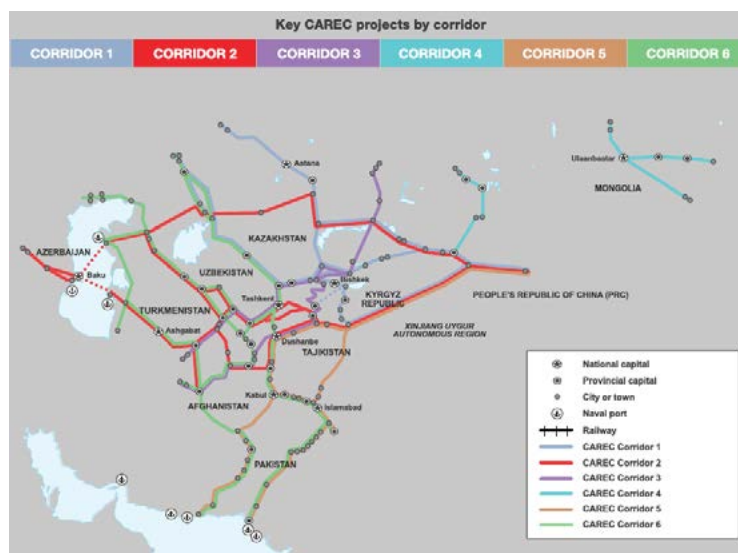 Key CAREC projects by corridor
CORRIDOR 1
CORRIDOR 2
CORRIDOR 3
CORRIDOR 4
CORRIDOR 5
CORRIDOR 6
Astana
Ulaanbaatar
MONGOLIA
KAZAKHSTAN
AZERBAIJAN
Baku
UZBEKISTAN
Bishkek
KYRGYZ
REPUBLIC
PEOPLE'S REPUBLIC OF CHINA (PRC)
Tashkent
TURKMENISTAN
XINJIANG UYGUR
AUTONOMOUS REGION
Ashgabat
Dushanbe
TAJIKISTAN
Kabul
Islamabad
AFGHANISTAN
PAKISTAN
National capital
Provincial capital
City or town
Naval port
Railway
CAREC Corridor 1
CAREC Corridor 2
CAREC Corridor 3
CAREC Corridor 4
CAREC Corridor 5
CAREC Corridor 6